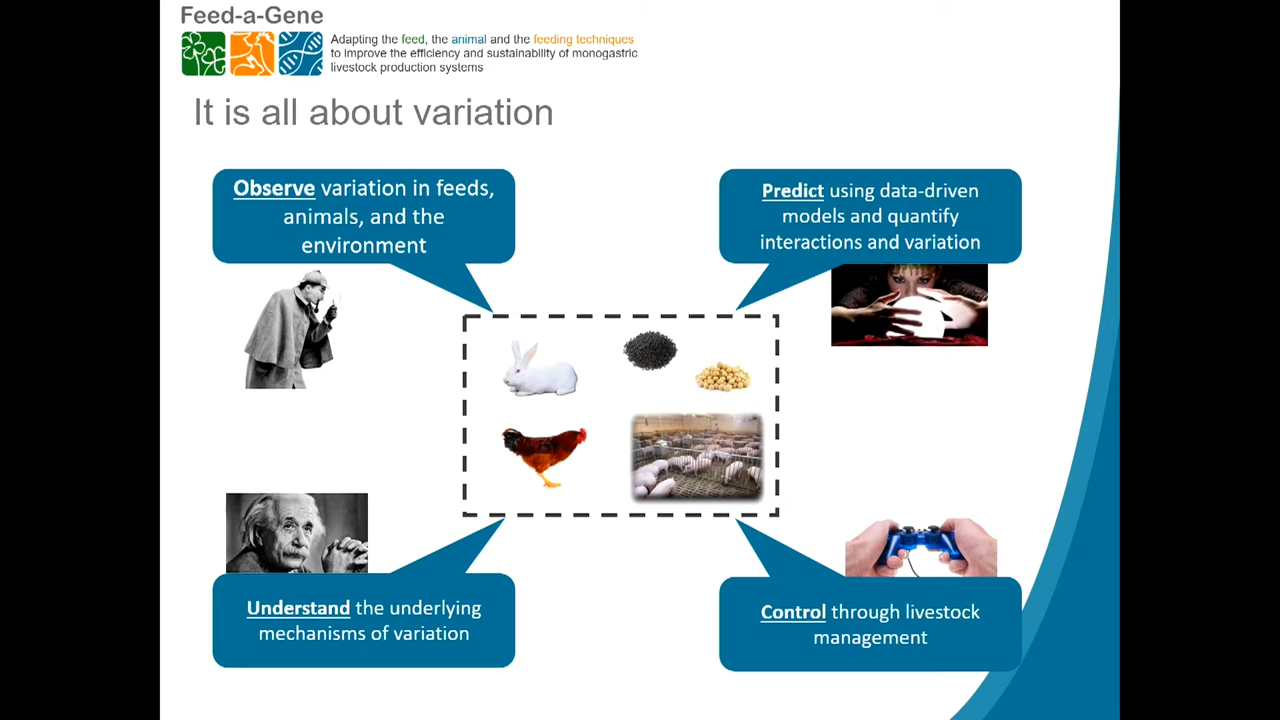 Feed-a-Gene
Adapting the feed, the animal and the feeding techniques
to improve the efficiency and sustainability of monogastric
livestock production systems
It is all about variation
Observe variation in feeds,
animals, and the
environment
Predict using data-driven
models and quantify
interactions and variation
Understand the underlying
mechanisms of variation
Control through livestock
management